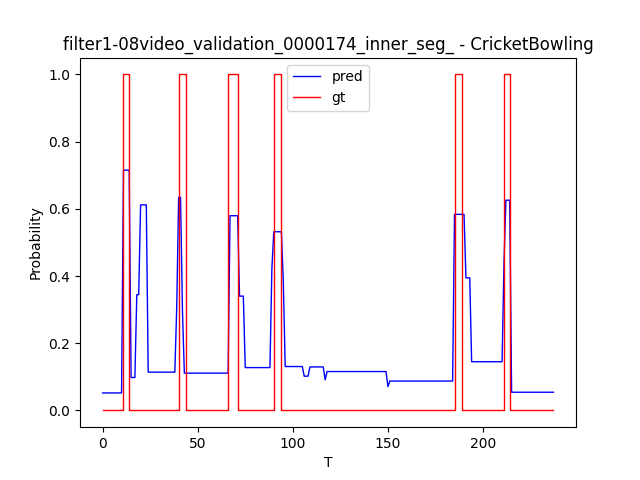 filter1-08video_validation_0000174_inner_seg_ - CricketBowling
pred
gt
1.0
0.8
0.6
0.4
0.2
0.0
Probability
0
50
100
150
200
T